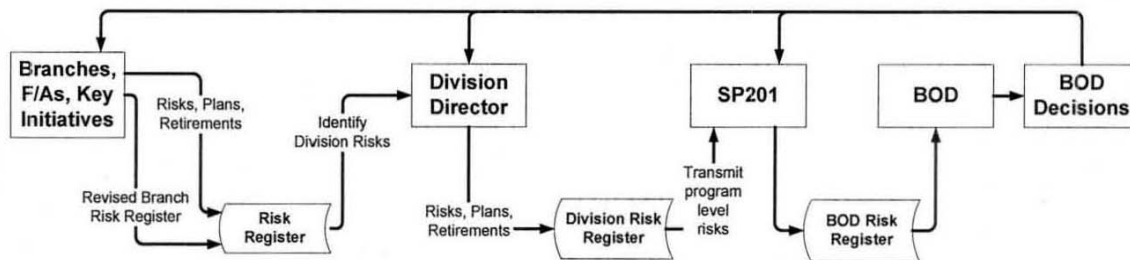 Branches,
F/As, Key
Initiatives
Risks, Plans,
Retirements
Revised Branch
Risk Register
Risk
Register
Identify
Division Risks
Division
Director
Risks, Plans,
Retirements
Division Risk
Register
Transmit
program
level
risks
SP201
BOD Risk
Register
BOD
BOD
Decisions